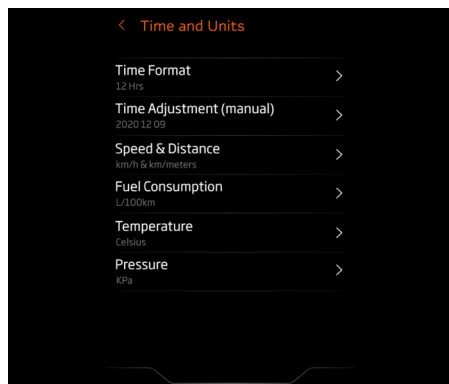 Time and Units
Time Format
12 Hrs
Time Adjustment (manual)
2020 12 09
Speed & Distance
km/h & km/meters
Fuel Consumption
L/100km
Temperature
Celsius
Pressure
KPa